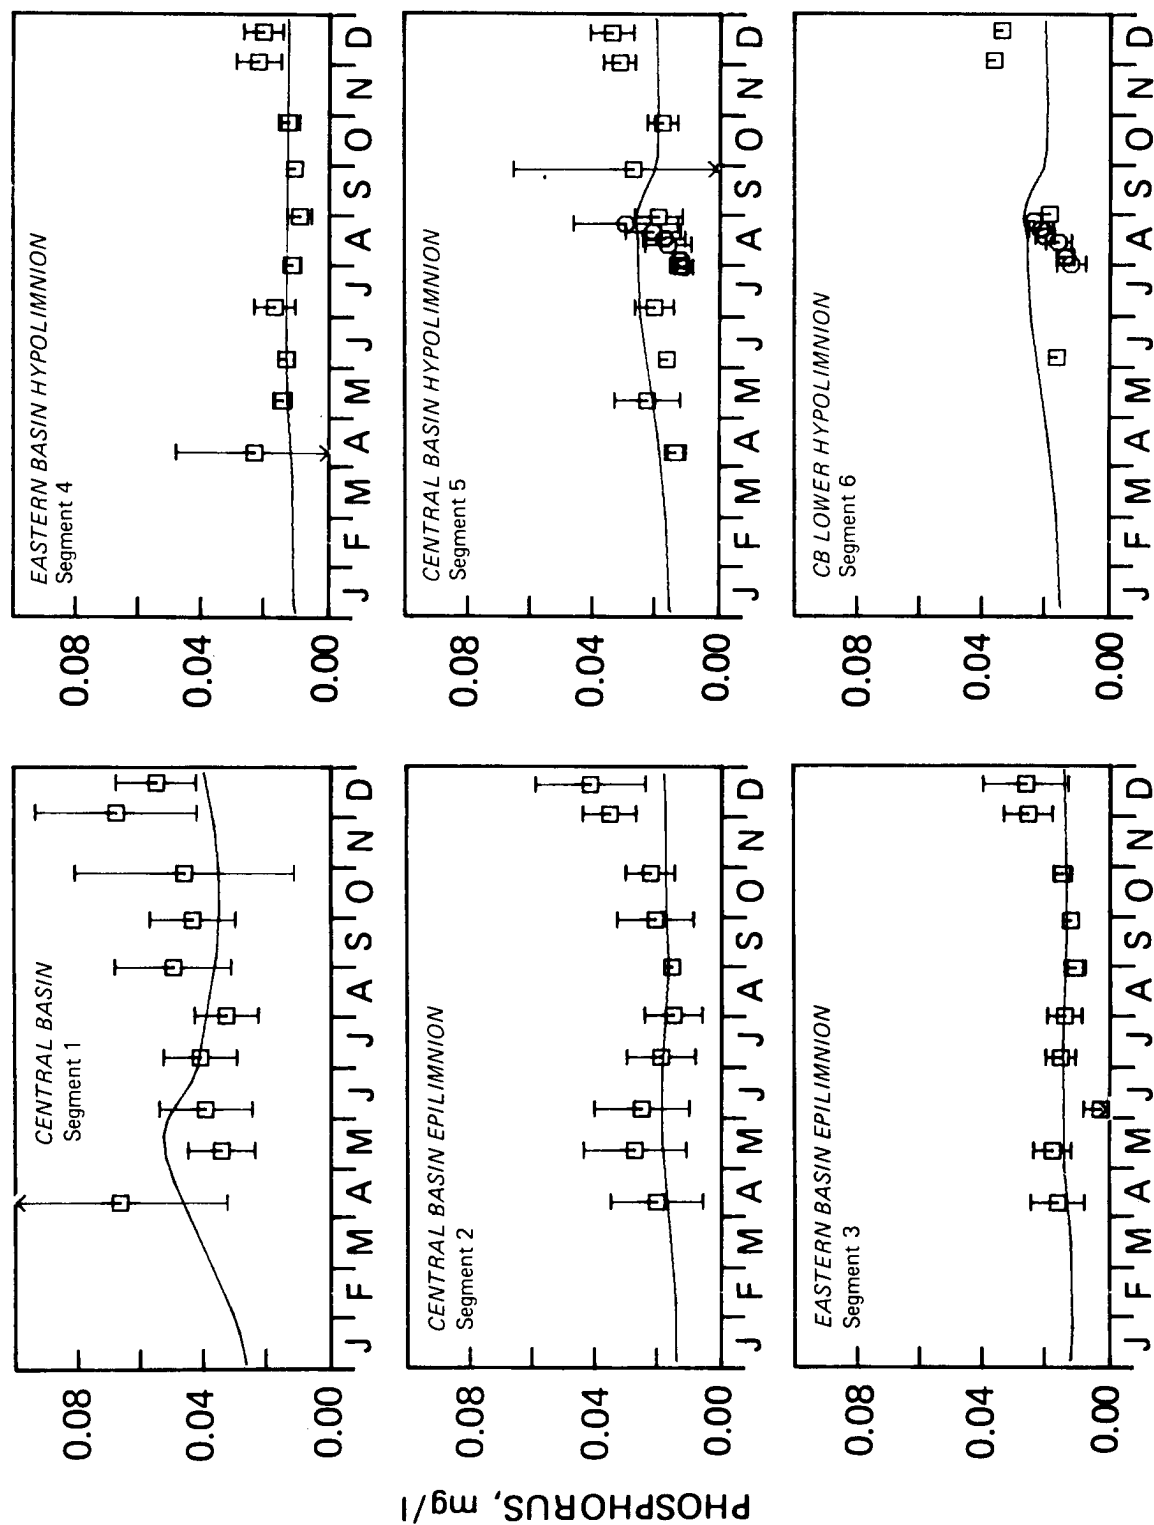 PHOSPHORUS, mg/l
CENTRAL BASIN
Segment 1
0.08
0.04
0.00
J F M A M J J A S O N D
CENTRAL BASIN EPILIMNION
Segment 2
0.08
0.04
0.00
J F M A M J J A S O N D
EASTERN BASIN EPILIMNION
Segment 3
0.08
0.04
0.00
J F M A M J J A S O N D
EASTERN BASIN HYPOLIMNION
Segment 4
0.08
0.04
0.00
J F M A M J J A S O N D
CENTRAL BASIN HYPOLIMNION
Segment 5
0.08
0.04
0.00
J F M A M J J A S O N D
CB LOWER HYPOLIMNION
Segment 6
0.08
0.04
0.00
J F M A M J J A S O N D